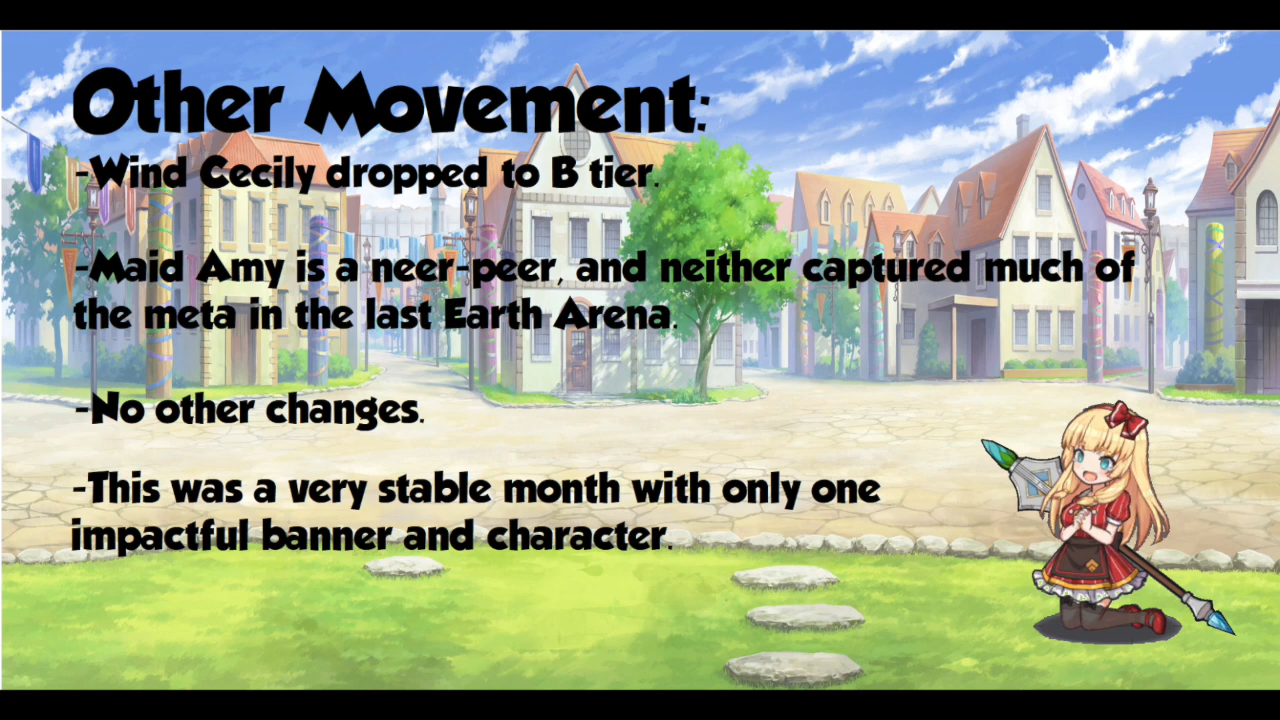 Other Movement:
-Wind Cecily dropped to B tier.
-Maid Amy is a neer-peer, and neither captured much of
the meta in the last Earth Arena.
-No other changes.
-This was a very stable month with only one
impactful banner and character.